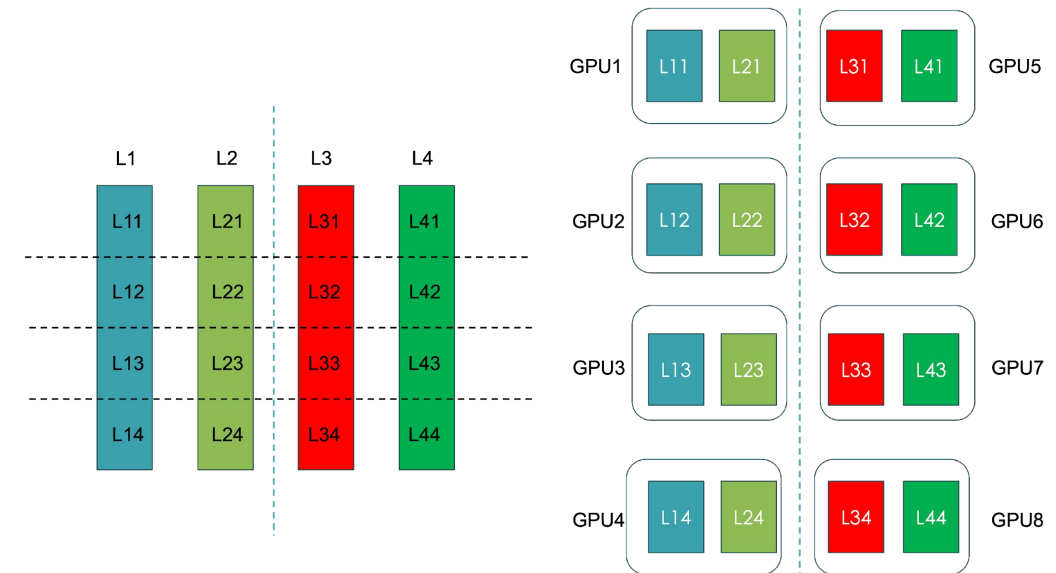 L1 L2 L3 L4
L11 L21 L31 L41
L12 L22 L32 L42
L13 L23 L33 L43
L14 L24 L34 L44
GPU1 L11 L21 L31 L41 GPU5
GPU2 L12 L22 L32 L42 GPU6
GPU3 L13 L23 L33 L43 GPU7
GPU4 L14 L24 L34 L44 GPU8